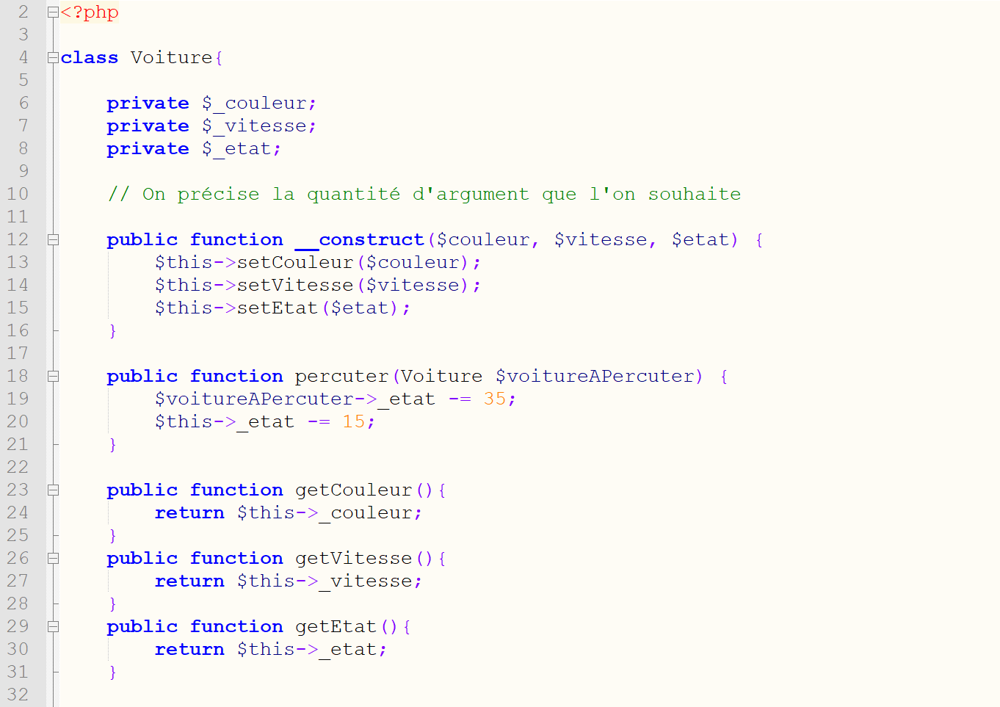 2 <?php
3
4 class Voiture{
5
6 private $_couleur;
7 private $_vitesse;
8 private $_etat;
9
10 // On précise la quantité d'argument que l'on souhaite
11
12 public function __construct($couleur, $vitesse, $etat) {
13 $this->setCouleur($couleur);
14 $this->setVitesse($vitesse);
15 $this->setEtat($etat);
16 }
17
18 public function percuter(Voiture $voitureAPercuter) {
19 $voitureAPercuter->_etat -= 35;
20 $this->_etat -= 15;
21 }
22
23 public function getCouleur(){
24 return $this->_couleur;
25 }
26 public function getVitesse(){
27 return $this->_vitesse;
28 }
29 public function getEtat(){
30 return $this->_etat;
31 }
32